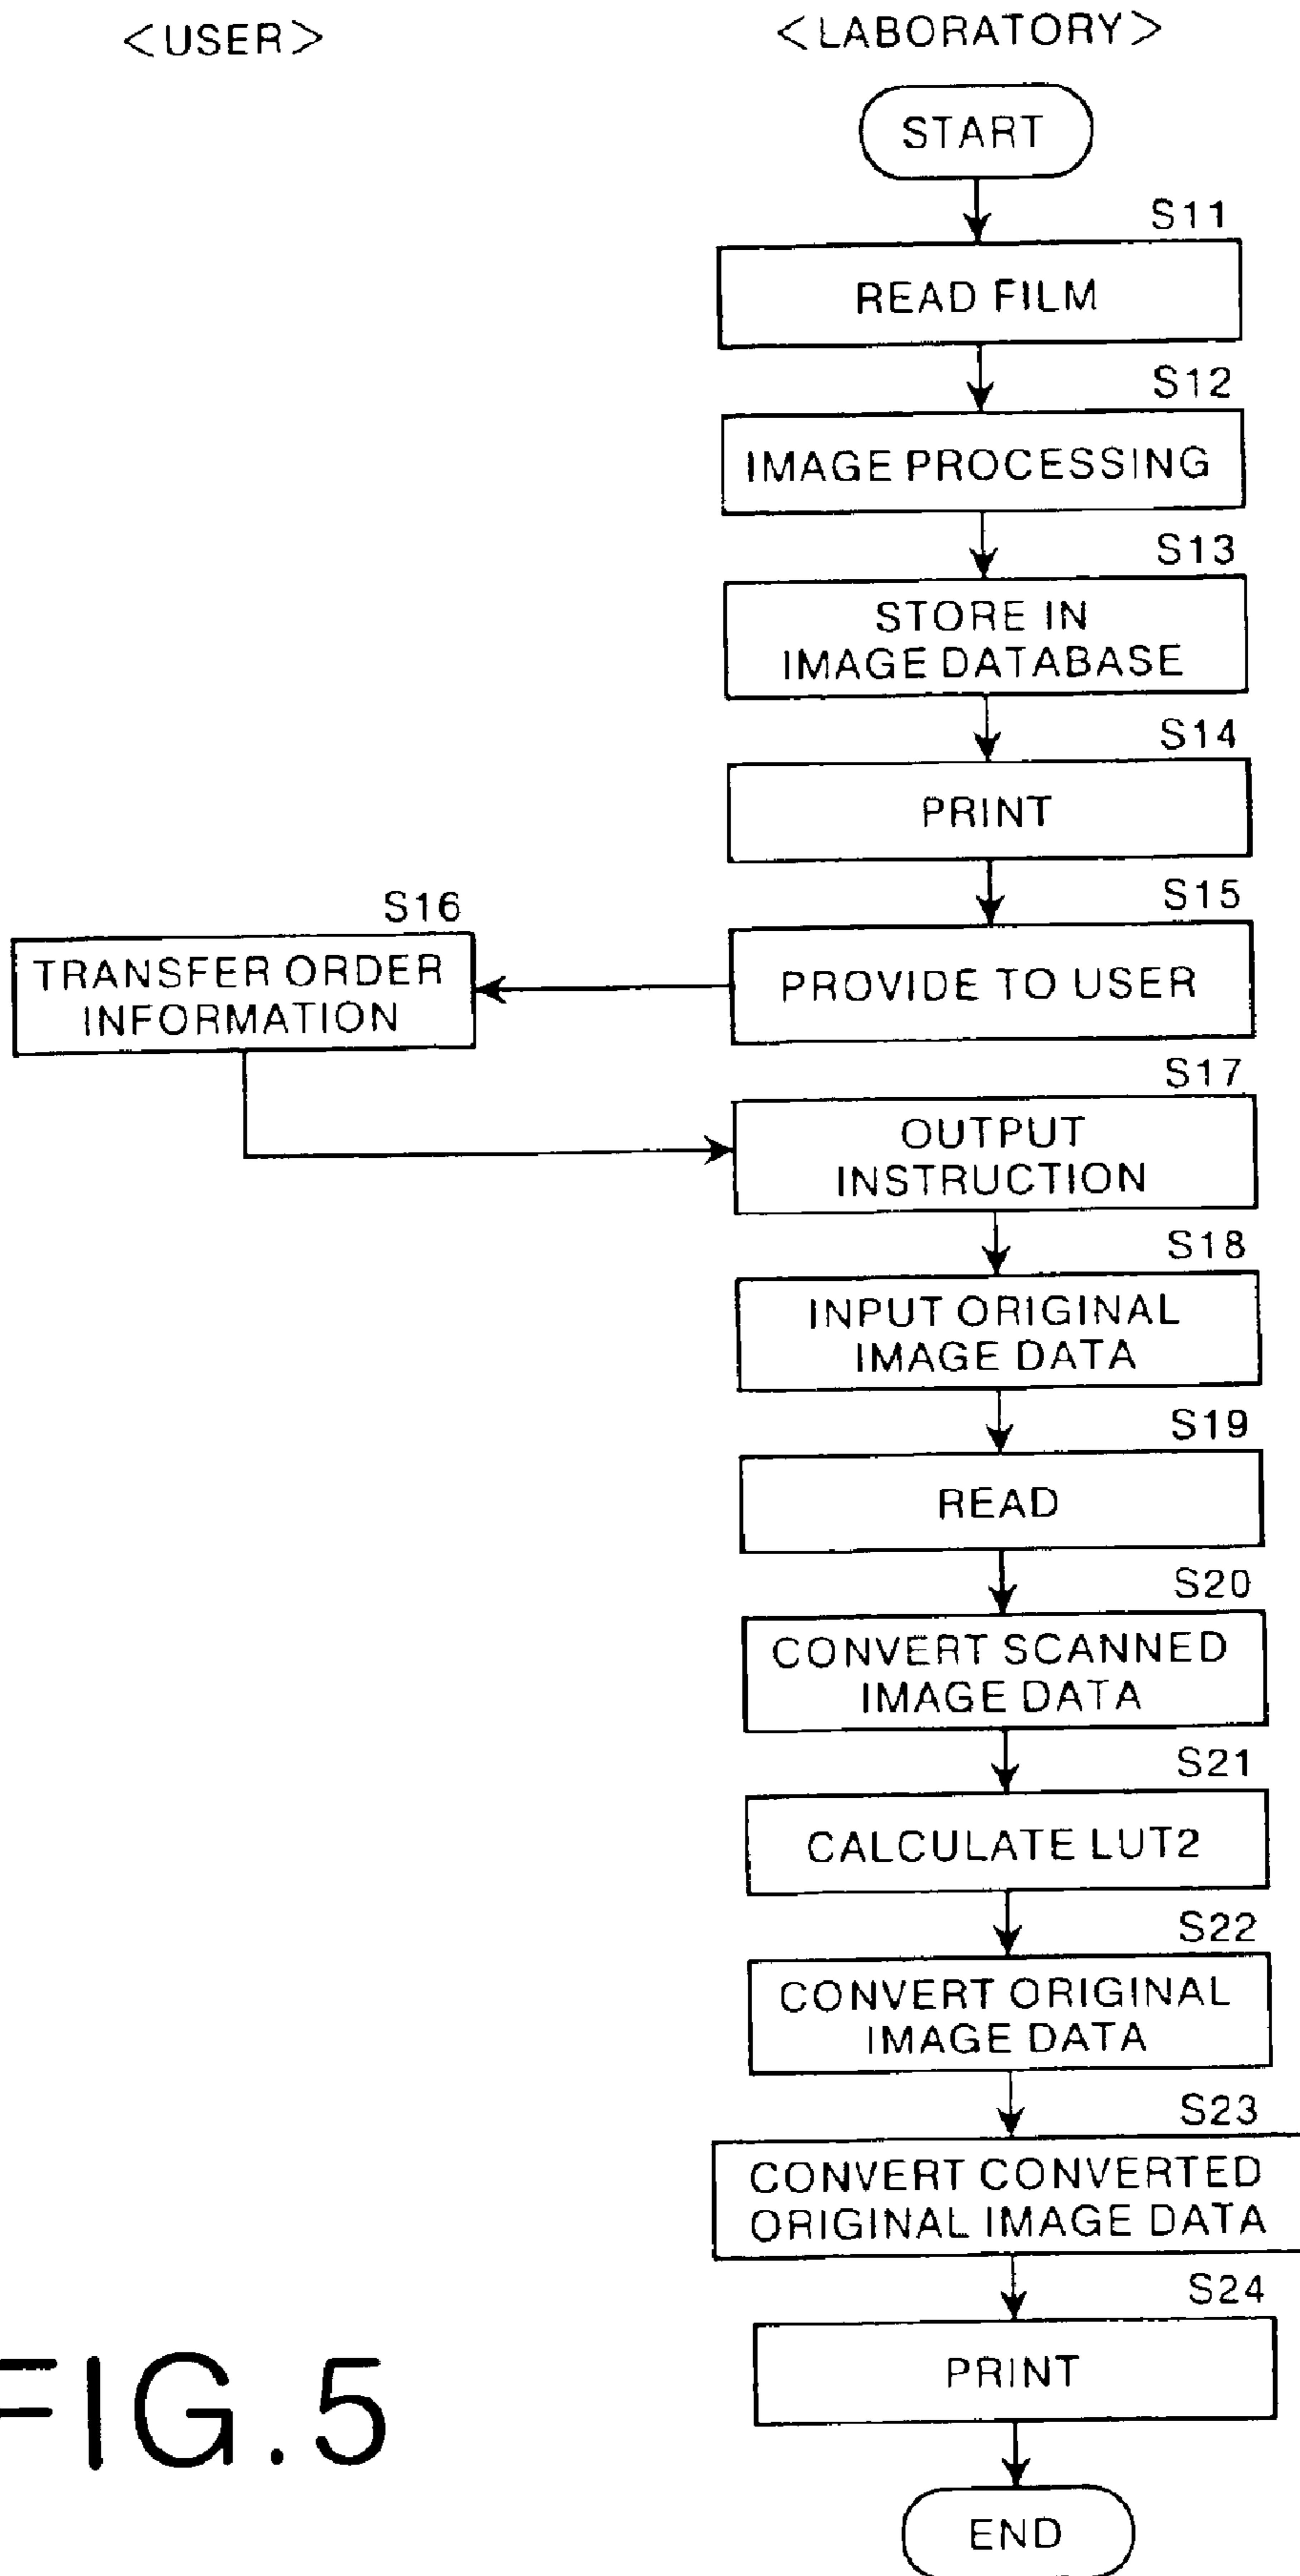 <USER>
<LABORATORY>
START
S11
READ FILM
S12
IMAGE PROCESSING
S13
STORE IN
IMAGE DATABASE
S14
PRINT
S15
PROVIDE TO USER
S16
TRANSFER ORDER
INFORMATION
S17
OUTPUT
INSTRUCTION
S18
INPUT ORIGINAL
IMAGE DATA
S19
READ
S20
CONVERT SCANNED
IMAGE DATA
S21
CALCULATE LUT2
S22
CONVERT ORIGINAL
IMAGE DATA
S23
CONVERT CONVERTED
ORIGINAL IMAGE DATA
S24
PRINT
END
FIG.5